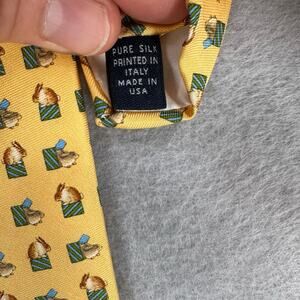 PURE SILK
PRINTED IN
ITALY
MADE IN
USA